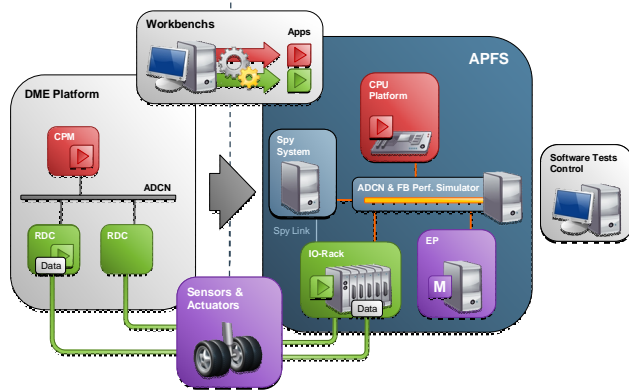 Workbenchs
Apps
DME Platform
CPM
ADCN
RDC
Data
RDC
APFS
CPU
Platform
Spy
System
ADCN & FB Perf. Simulator
Spy Link
IO-Rack
Data
EP
M
Software Tests
Control
Sensors &
Actuators